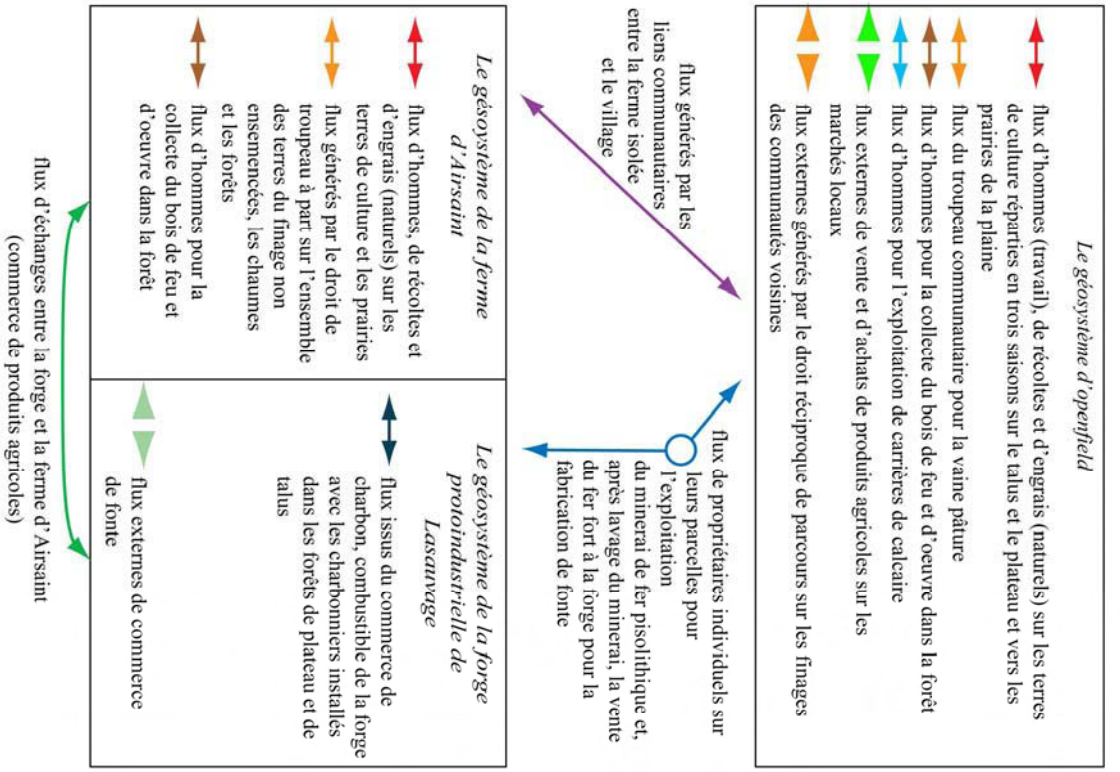 Le géosystème d'openfield
flux d'hommes (travail), de récoltes et d'engrais (naturels) sur les terres
de culture réparties en trois saisons sur le talus et le plateau et vers les
prairies de la plaine
flux du troupeau communautaire pour la vaine pâture
flux d'hommes pour la collecte du bois de feu et d'oeuvre dans la forêt
flux d'hommes pour l'exploitation de carrières de calcaire
flux externes de vente et d'achats de produits agricoles sur les
marchés locaux
flux externes générés par le droit réciproque de parcours sur les finages
des communautés voisines
flux générés par les
liens communautaires
entre la ferme isolée
et le village
flux de propriétaires individuels sur
leurs parcelles pour
l'exploitation
du minerai de fer pisolithique et,
après lavage du minerai, la vente
du fer fort à la forge pour la
fabrication de fonte
Le gésoystème de la ferme
d'Airsaint
flux d'hommes, de récoltes et
d'engrais (naturels) sur les
terres de culture et les prairies
flux générés par le droit de
troupeau à part sur l'ensemble
des terres du finage non
ensemencées, les chaumes
et les forêts
flux d'hommes pour la
collecte du bois de feu et
d'oeuvre dans la forêt
Le géosystème de la forge
protoindustrielle de
Lasauvage
flux issus du commerce de
charbon, combustible de la forge
avec les charbonniers installés
dans les forêts de plateau et de
talus
flux externes de commerce
de fonte
flux d'échanges entre la forge et la ferme d'Airsaint
(commerce de produits agricoles)